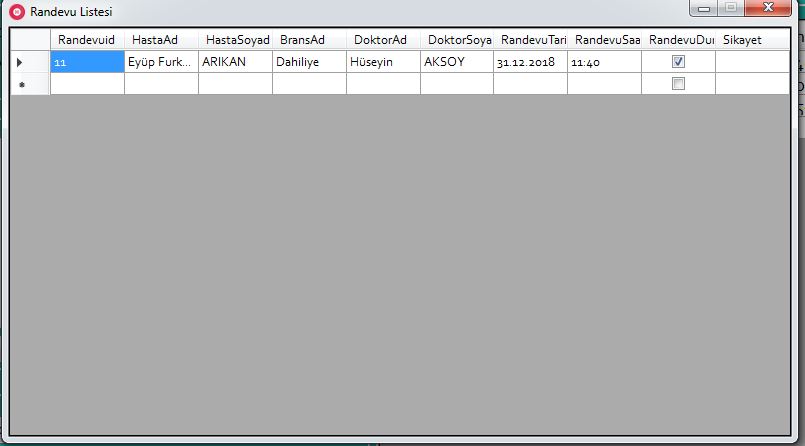 Randevu Listesi
Randevuid HastaAd HastaSoyad BransAd DoktorAd DoktorSoya RandevuTari RandevuSaa RandevuDur Sikayet
11 Eyüp Furk... ARIKAN Dahiliye Hüseyin AKSOY 31.12.2018 11:40